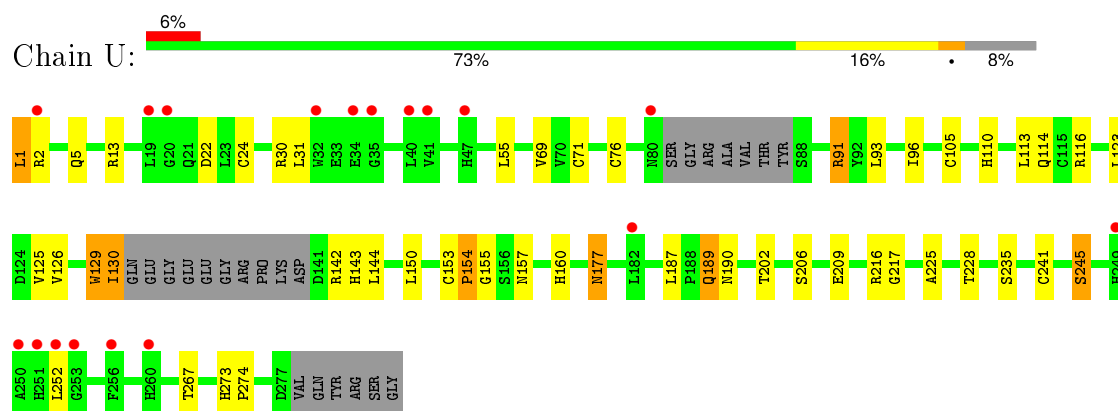 6%
Chain U:
73% 16% • 8%
L1 R2 Q5 R13 L19 G20 Q21 D22 L23 C24 R30 L31 W32 E33 E34 G35 L40 V41 H47 L55 V69 V70 C71 C76 N80 SER GLY ARG ALA VAL THR TYR S88 R91 Y92 L93 I96 C105 H110 L113 Q114 C115 R116 L123
D124 V125 V126 W129 I130 GLN GLU GLY GLU GLU GLY ARG PRO LYS ASP D141 R142 H143 L144 L150 C153 P154 G155 S156 N157 H160 N177 L182 L187 P188 Q189 N190 T202 S206 E209 R216 G217 A225 T228 S235 C241 S245 H249
A250 H251 L252 G253 F256 H260 T267 H273 P274 D277 VAL GLN TYR ARG SER GLY